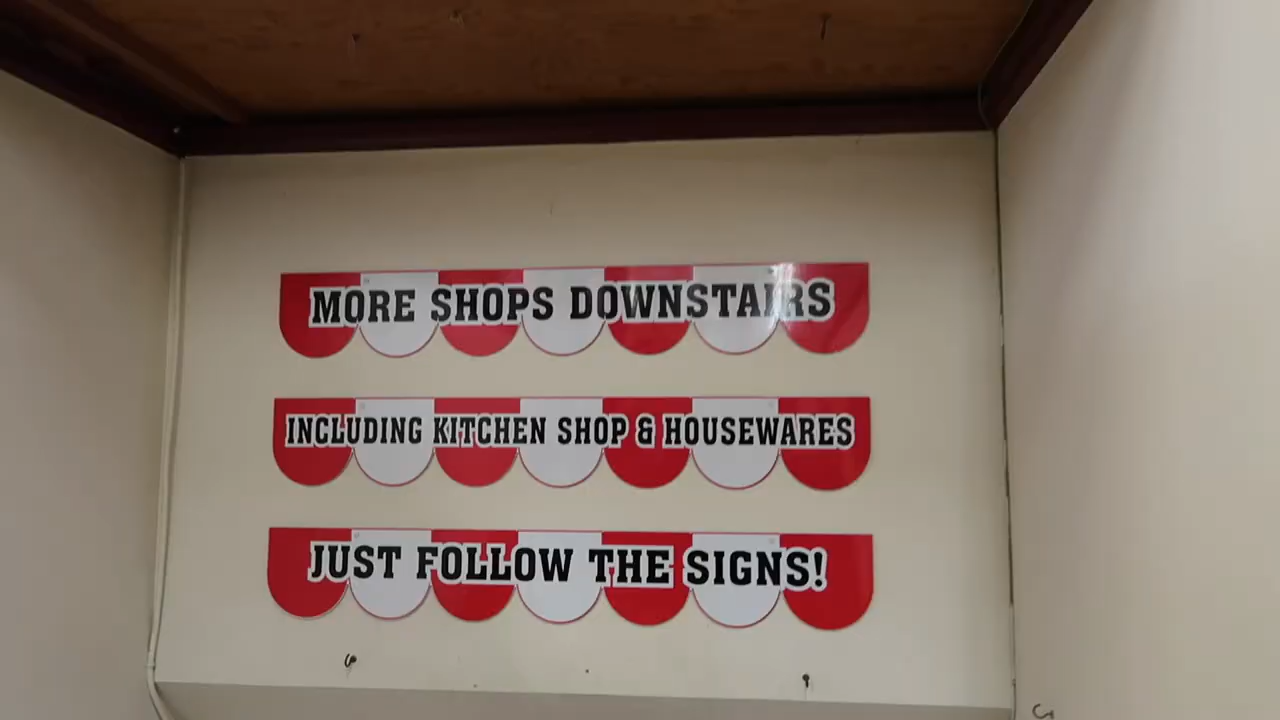 MORE SHOPS DOWNSTAIRS
INCLUDING KITCHEN SHOP & HOUSEWARES
JUST FOLLOW THE SIGNS!